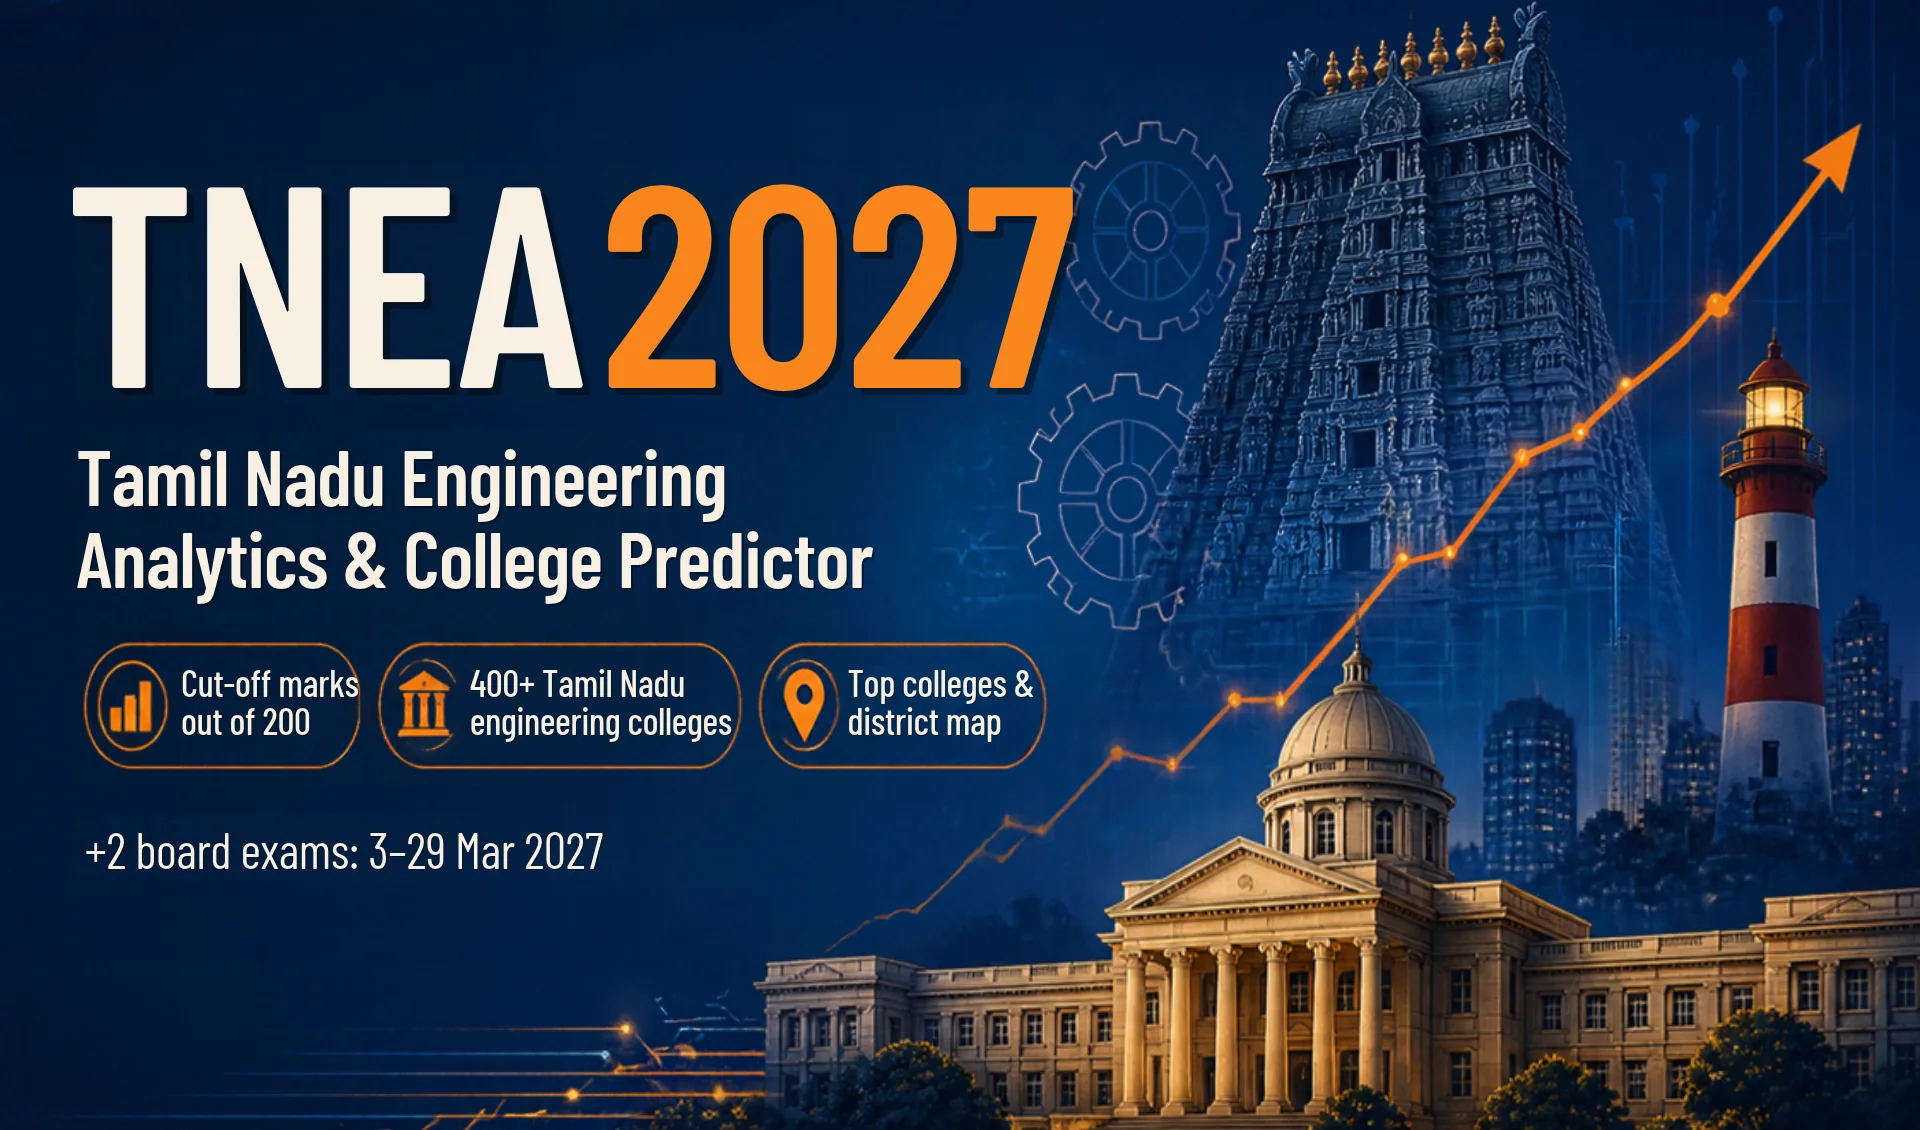 TNEA 2027
Tamil Nadu Engineering
Analytics & College Predictor
Cut-off marks
out of 200
400+ Tamil Nadu
engineering colleges
Top colleges &
district map
+2 board exams: 3–29 Mar 2027